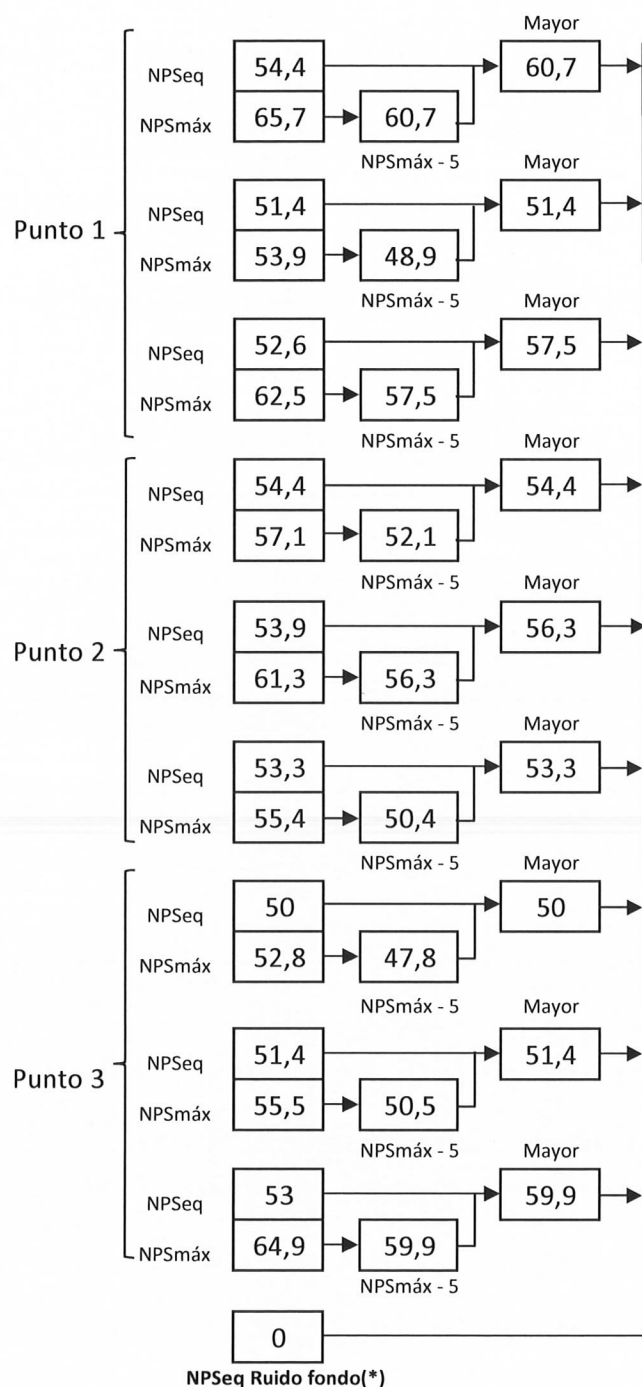 Mayor
NPSeq 54,4 60,7
NPSmáx 65,7 60,7
NPSmáx - 5
Mayor
NPSeq 51,4 51,4
Punto 1
NPSmáx 53,9 48,9
NPSmáx - 5
Mayor
NPSeq 52,6 57,5
NPSmáx 62,5 57,5
NPSmáx - 5
Mayor
NPSeq 54,4 54,4
NPSmáx 57,1 52,1
NPSmáx - 5
Mayor
NPSeq 53,9 56,3
Punto 2
NPSmáx 61,3 56,3
NPSmáx - 5
Mayor
NPSeq 53,3 53,3
NPSmáx 55,4 50,4
NPSmáx - 5
Mayor
NPSeq 50 50
NPSmáx 52,8 47,8
NPSmáx - 5
Mayor
NPSeq 51,4 51,4
Punto 3
NPSmáx 55,5 50,5
NPSmáx - 5
Mayor
NPSeq 53 59,9
NPSmáx 64,9 59,9
NPSmáx - 5
0
NPSeq Ruido fondo(*)